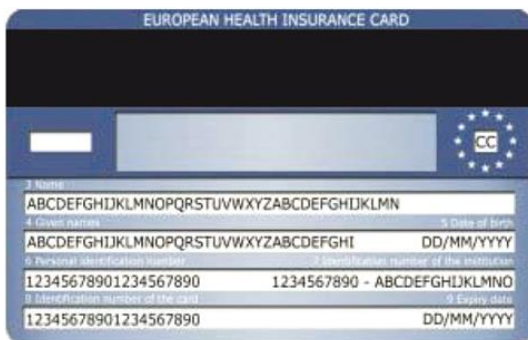 EUROPEAN HEALTH INSURANCE CARD
CC
3 Name
ABCDEFGHIJKLMNOPQRSTUVWXYZABCDEFGHIJKLMN
4 Given names 5 Date of birth
ABCDEFGHIJKLMNOPQRSTUVWXYZABCDEFGHI DD/MM/YYYY
6 Personal identification number 7 Identification number of the institution
12345678901234567890 1234567890 - ABCDEFGHIJKLMNO
8 Identification number of the card 9 Expiry date
12345678901234567890 DD/MM/YYYY